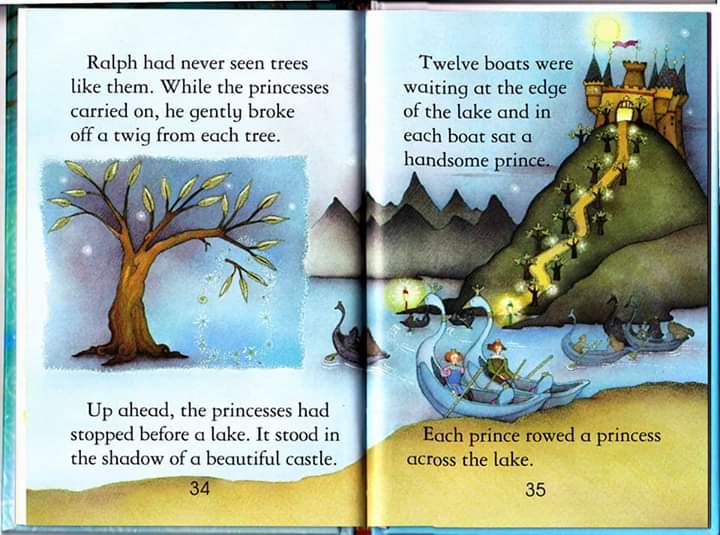 Ralph had never seen trees
like them. While the princesses
carried on, he gently broke
off a twig from each tree.
Up ahead, the princesses had
stopped before a lake. It stood in
the shadow of a beautiful castle.
34
Twelve boats were
waiting at the edge
of the lake and in
each boat sat a
handsome prince.
Each prince rowed a princess
across the lake.
35